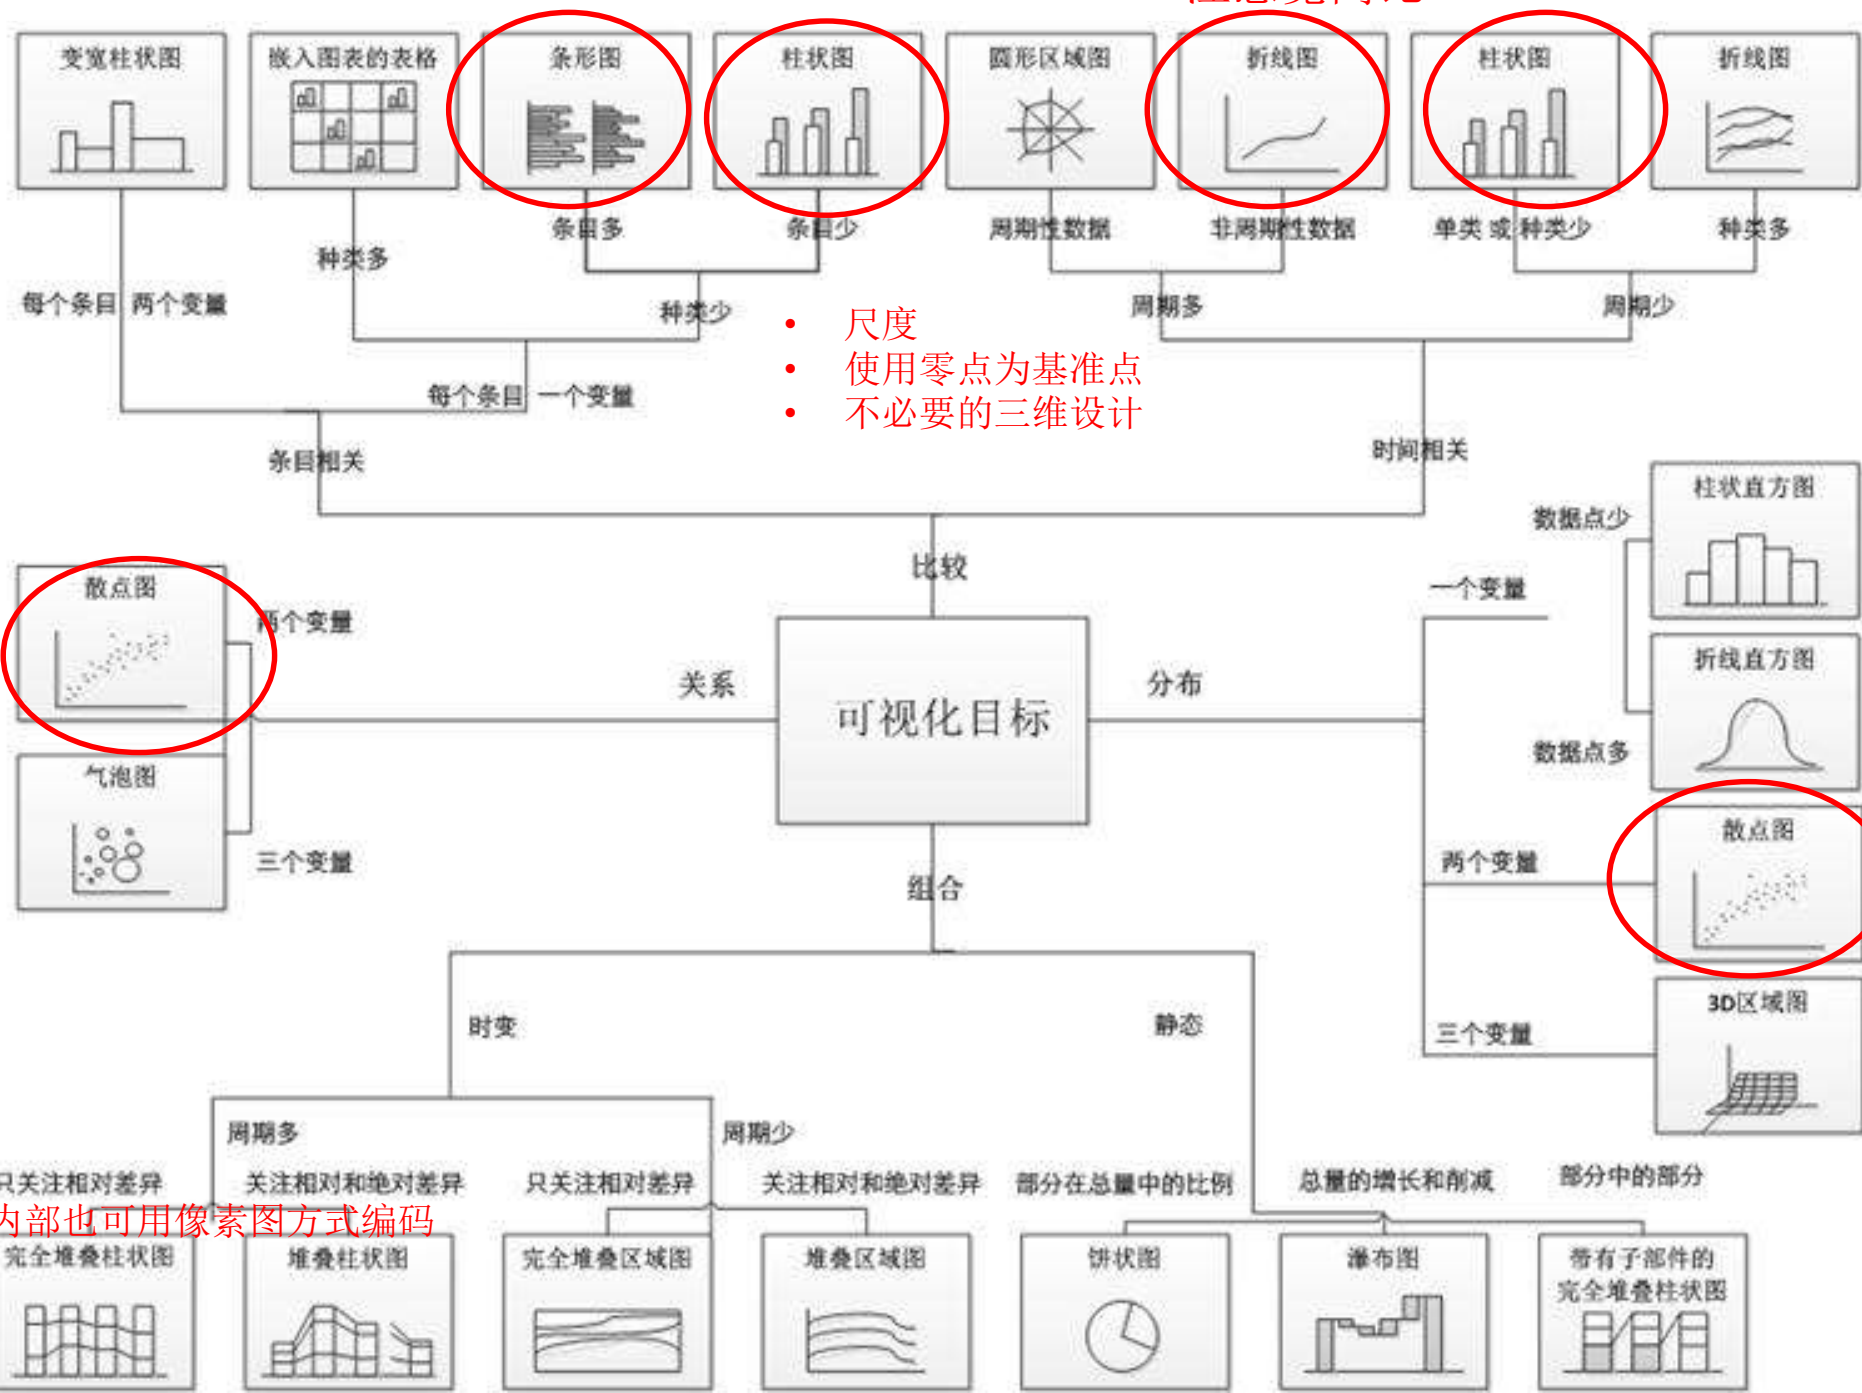 变宽柱状图
嵌入图表的表格
条形图
柱状图
圆形区域图
折线图
柱状图
折线图
条目多
条目少
周期性数据
非周期性数据
单类 或 种类少
种类多
种类多
每个条目 两个变量
种类少
周期多
周期少
• 尺度
• 使用零点为基准点
• 不必要的三维设计
每个条目 一个变量
条目相关
时间相关
柱状直方图
数据点少
比较
一个变量
散点图
两个变量
折线直方图
关系
可视化目标
分布
数据点多
气泡图
三个变量
散点图
两个变量
组合
3D区域图
三个变量
时变
静态
周期多
周期少
只关注相对差异
关注相对和绝对差异
只关注相对差异
关注相对和绝对差异
部分在总量中的比例
总量的增长和削减
部分中的部分
内部也可用像素图方式编码
完全堆叠柱状图
堆叠柱状图
完全堆叠区域图
堆叠区域图
饼状图
瀑布图
带有子部件的
完全堆叠柱状图